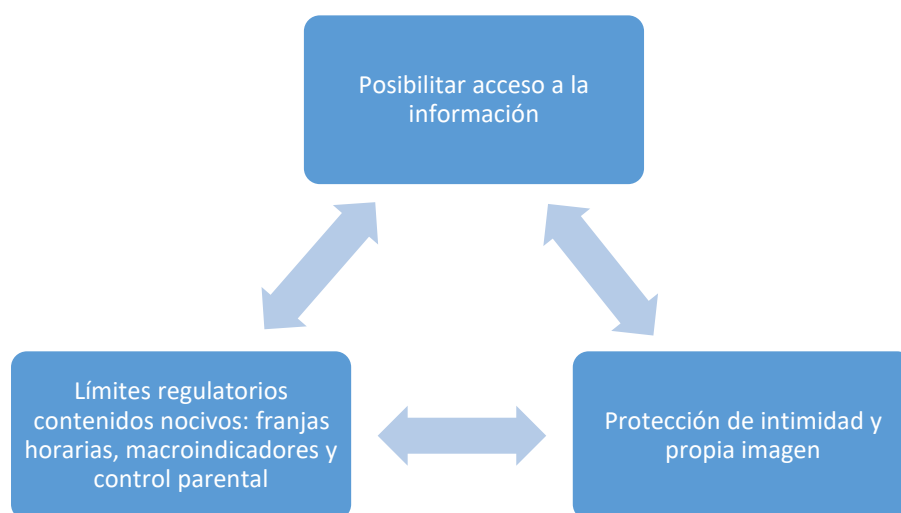 Posibilitar acceso a la
información
Límites regulatorios
contenidos nocivos: franjas
horarias, macroindicadores y
control parental
Protección de intimidad y
propia imagen